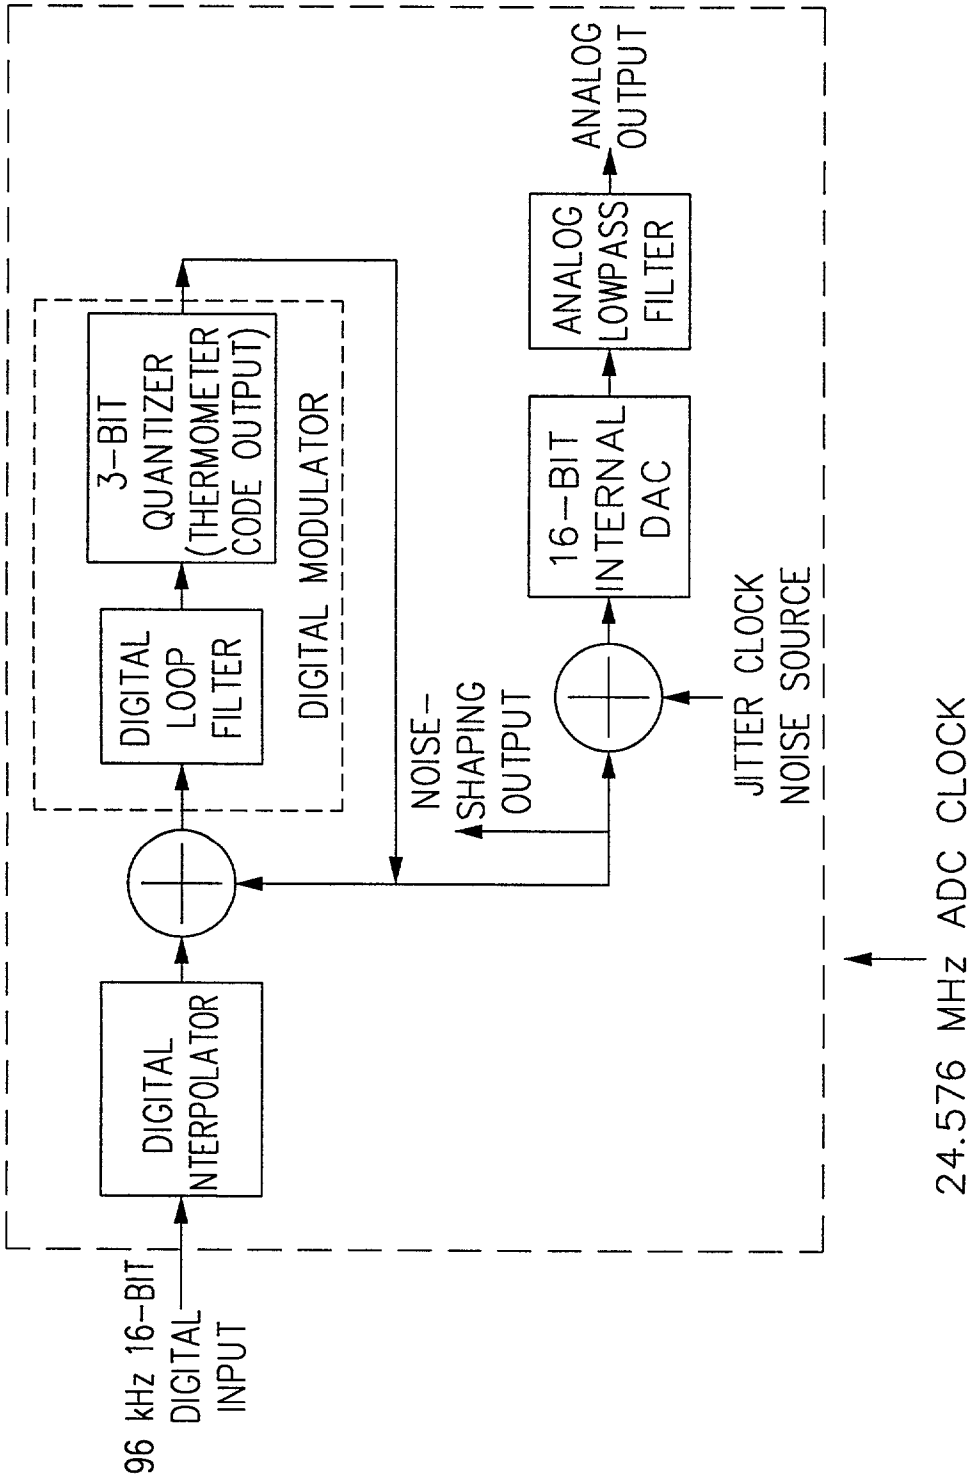 96 kHz 16-BIT
DIGITAL
INPUT
DIGITAL
NTERPOLATOR
DIGITAL
LOOP
FILTER
3-BIT
QUANTIZER
(THERMOMETER
CODE OUTPUT)
DIGITAL MODULATOR
NOISE-
SHAPING
OUTPUT
JITTER CLOCK
NOISE SOURCE
16-BIT
INTERNAL
DAC
ANALOG
LOWPASS
FILTER
ANALOG
OUTPUT
24.576 MHz ADC CLOCK